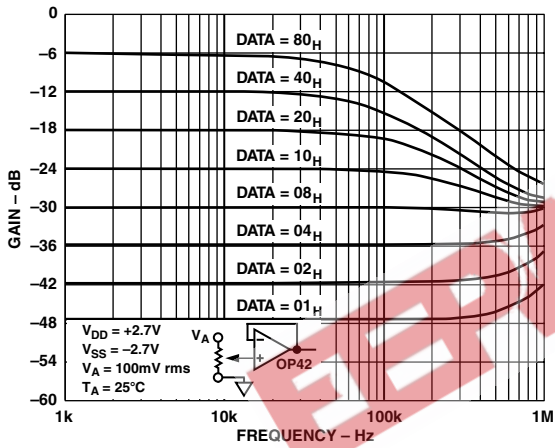 0
–6
–12
–18
–24
–30
–36
–42
–48
–54
–60
GAIN – dB
DATA = 80H
DATA = 40H
DATA = 20H
DATA = 10H
DATA = 08H
DATA = 04H
DATA = 02H
DATA = 01H
VDD = +2.7V
VSS = –2.7V
VA = 100mV rms
TA = 25°C
VA
–
+
OP42
1k
10k
100k
1M
FREQUENCY – Hz